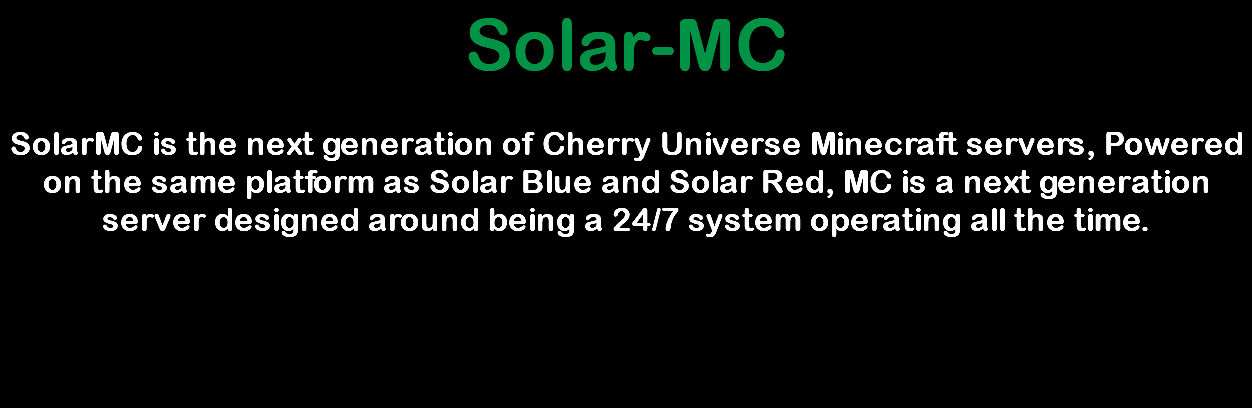 Solar-MC
SolarMC is the next generation of Cherry Universe Minecraft servers, Powered
on the same platform as Solar Blue and Solar Red, MC is a next generation
server designed around being a 24/7 system operating all the time.